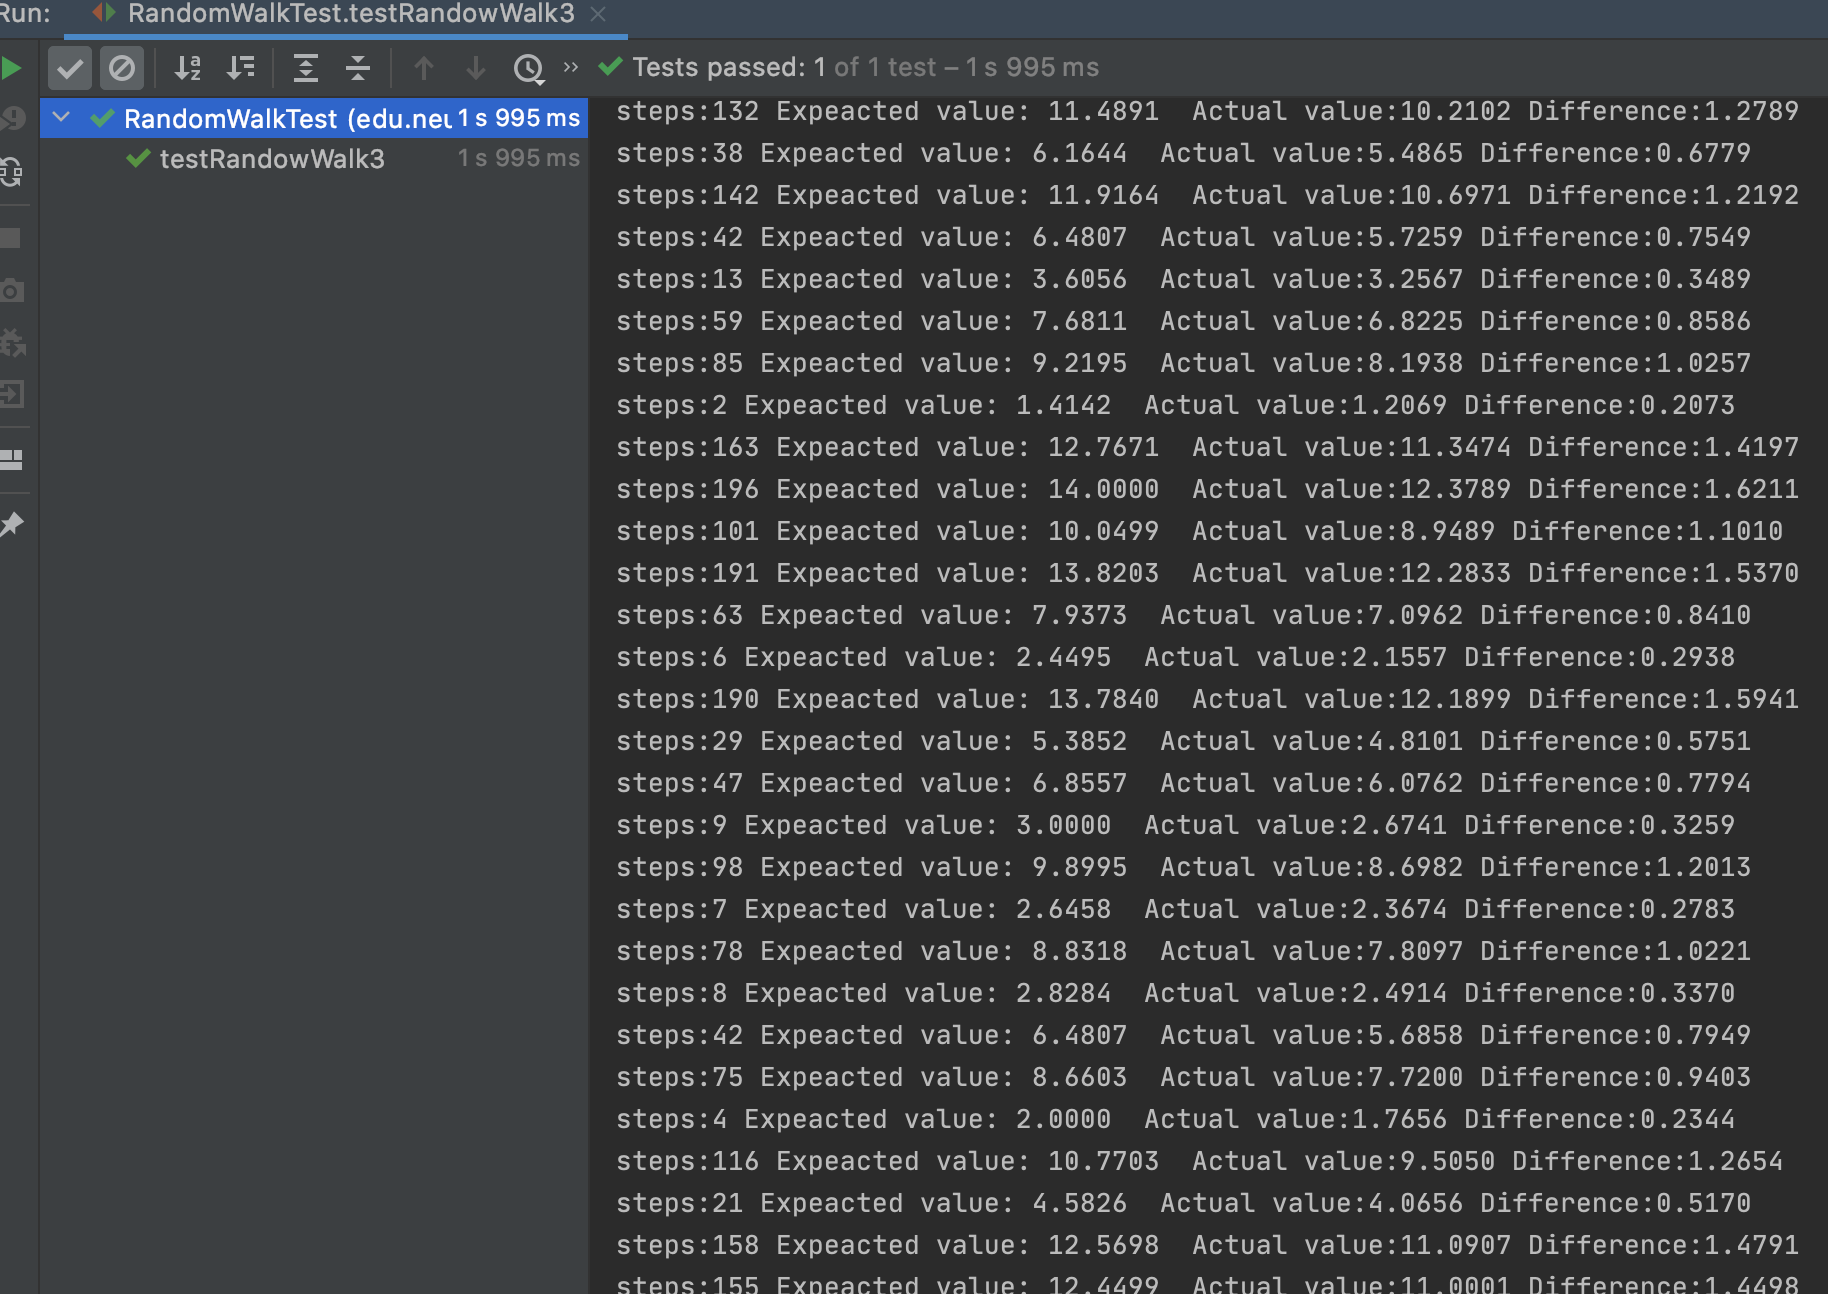 Run: RandomWalkTest.testRandowWalk3
Tests passed: 1 of 1 test – 1 s 995 ms
RandomWalkTest (edu.neu 1 s 995 ms
testRandowWalk3 1 s 995 ms
steps:132 Expeacted value: 11.4891  Actual value:10.2102 Difference:1.2789
steps:38 Expeacted value: 6.1644  Actual value:5.4865 Difference:0.6779
steps:142 Expeacted value: 11.9164  Actual value:10.6971 Difference:1.2192
steps:42 Expeacted value: 6.4807  Actual value:5.7259 Difference:0.7549
steps:13 Expeacted value: 3.6056  Actual value:3.2567 Difference:0.3489
steps:59 Expeacted value: 7.6811  Actual value:6.8225 Difference:0.8586
steps:85 Expeacted value: 9.2195  Actual value:8.1938 Difference:1.0257
steps:2 Expeacted value: 1.4142  Actual value:1.2069 Difference:0.2073
steps:163 Expeacted value: 12.7671  Actual value:11.3474 Difference:1.4197
steps:196 Expeacted value: 14.0000  Actual value:12.3789 Difference:1.6211
steps:101 Expeacted value: 10.0499  Actual value:8.9489 Difference:1.1010
steps:191 Expeacted value: 13.8203  Actual value:12.2833 Difference:1.5370
steps:63 Expeacted value: 7.9373  Actual value:7.0962 Difference:0.8410
steps:6 Expeacted value: 2.4495  Actual value:2.1557 Difference:0.2938
steps:190 Expeacted value: 13.7840  Actual value:12.1899 Difference:1.5941
steps:29 Expeacted value: 5.3852  Actual value:4.8101 Difference:0.5751
steps:47 Expeacted value: 6.8557  Actual value:6.0762 Difference:0.7794
steps:9 Expeacted value: 3.0000  Actual value:2.6741 Difference:0.3259
steps:98 Expeacted value: 9.8995  Actual value:8.6982 Difference:1.2013
steps:7 Expeacted value: 2.6458  Actual value:2.3674 Difference:0.2783
steps:78 Expeacted value: 8.8318  Actual value:7.8097 Difference:1.0221
steps:8 Expeacted value: 2.8284  Actual value:2.4914 Difference:0.3370
steps:42 Expeacted value: 6.4807  Actual value:5.6858 Difference:0.7949
steps:75 Expeacted value: 8.6603  Actual value:7.7200 Difference:0.9403
steps:4 Expeacted value: 2.0000  Actual value:1.7656 Difference:0.2344
steps:116 Expeacted value: 10.7703  Actual value:9.5050 Difference:1.2654
steps:21 Expeacted value: 4.5826  Actual value:4.0656 Difference:0.5170
steps:158 Expeacted value: 12.5698  Actual value:11.0907 Difference:1.4791
steps:155 Expeacted value: 12.4499  Actual value:11.0001 Difference:1.4498